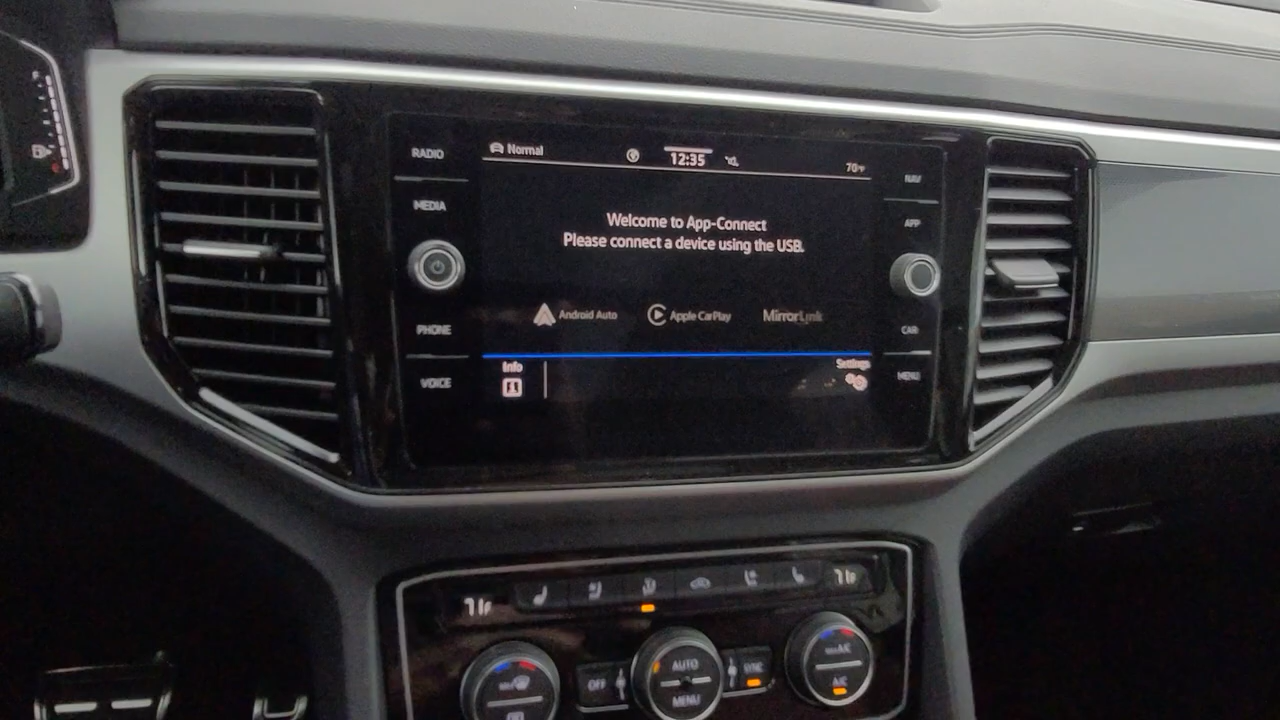 RADIO
MEDIA
PHONE
VOICE
Normal
12:35
70°F
Welcome to App-Connect
Please connect a device using the USB.
Android Auto
Apple CarPlay
MirrorLink
Info
Settings
NAV
APP
CAR
MENU
OFF
AUTO
MENU
SYNC
MAX A/C
A/C